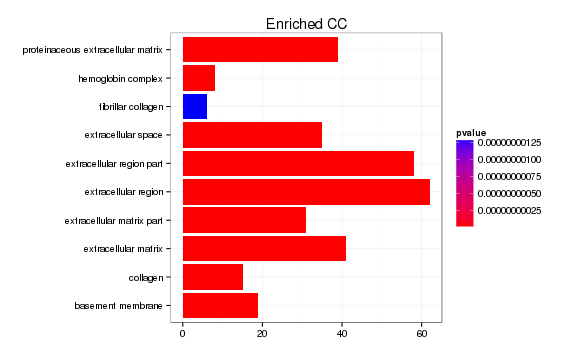 Enriched CC
proteinaceous extracellular matrix
hemoglobin complex
fibrillar collagen
extracellular space
extracellular region part
extracellular region
extracellular matrix part
extracellular matrix
collagen
basement membrane
0 20 40 60
pvalue
0.00000000125
0.00000000100
0.00000000075
0.00000000050
0.00000000025